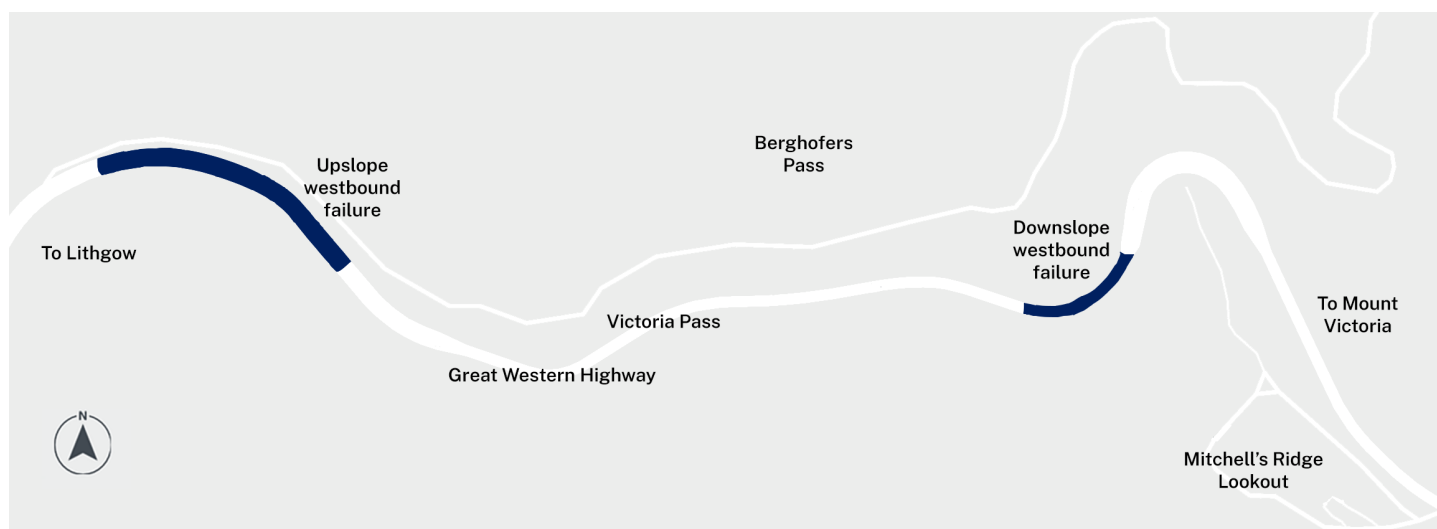 Berghofers
Pass
Upslope
westbound
failure
To Lithgow
Downslope
westbound
failure
Victoria Pass
To Mount
Victoria
Great Western Highway
N
Mitchell's Ridge
Lookout